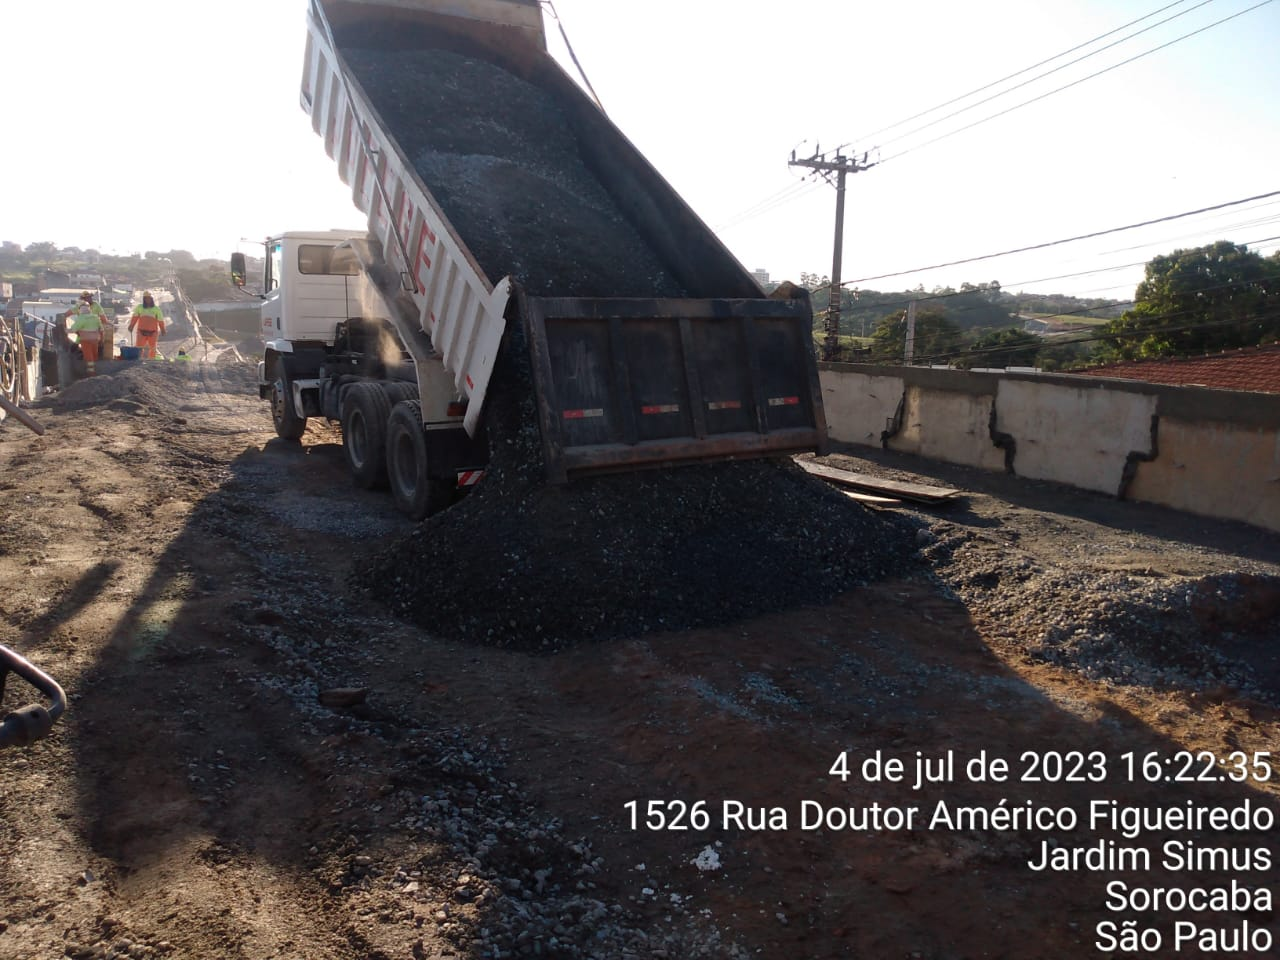 4 de jul de 2023 16:22:35
1526 Rua Doutor Américo Figueiredo
Jardim Simus
Sorocaba
São Paulo